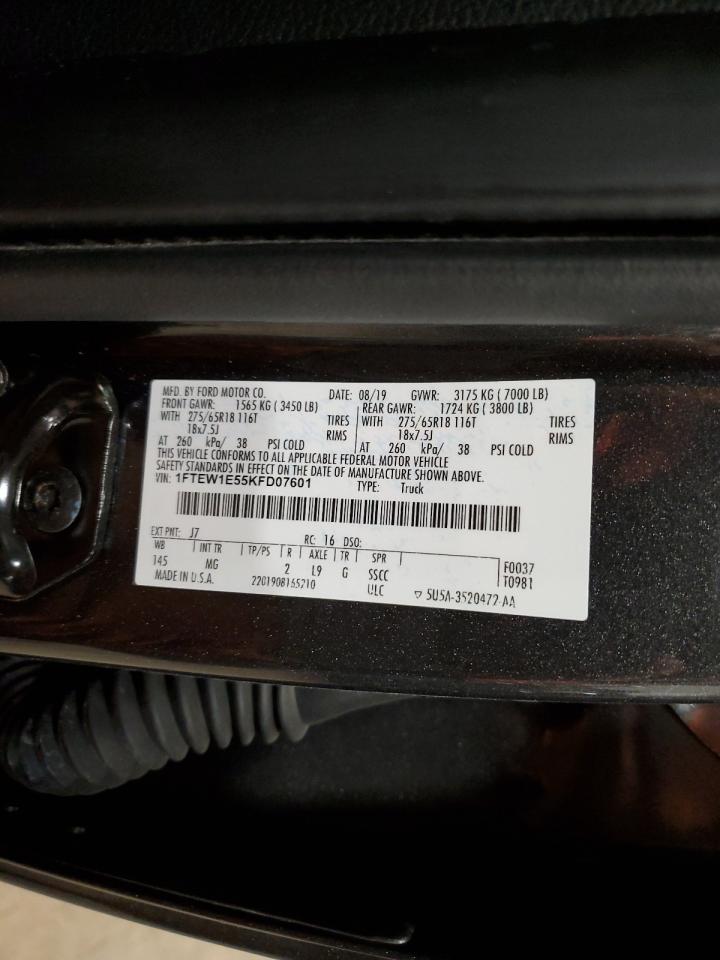 MFD. BY FORD MOTOR CO. DATE: 08/19 GVWR: 3175 KG ( 7000 LB)
FRONT GAWR: 1565 KG ( 3450 LB) REAR GAWR: 1724 KG ( 3800 LB)
WITH 275/65R18 116T TIRES WITH 275/65R18 116T TIRES
18x7.5J RIMS 18x7.5J RIMS
AT 260 kPa/ 38 PSI COLD AT 260 kPa/ 38 PSI COLD
THIS VEHICLE CONFORMS TO ALL APPLICABLE FEDERAL MOTOR VEHICLE
SAFETY STANDARDS IN EFFECT ON THE DATE OF MANUFACTURE SHOWN ABOVE.
VIN: 1FTEW1E55KFD07601 TYPE: Truck
EXT PNT: J7 RC: 16 DSO:
WB INT TR TP/PS R AXLE TR SPR F0037
145 MG 2 L9 G SSCC T0981
MADE IN U.S.A. 2201908165210 ULC ▽ 5U5A-3520472-AA